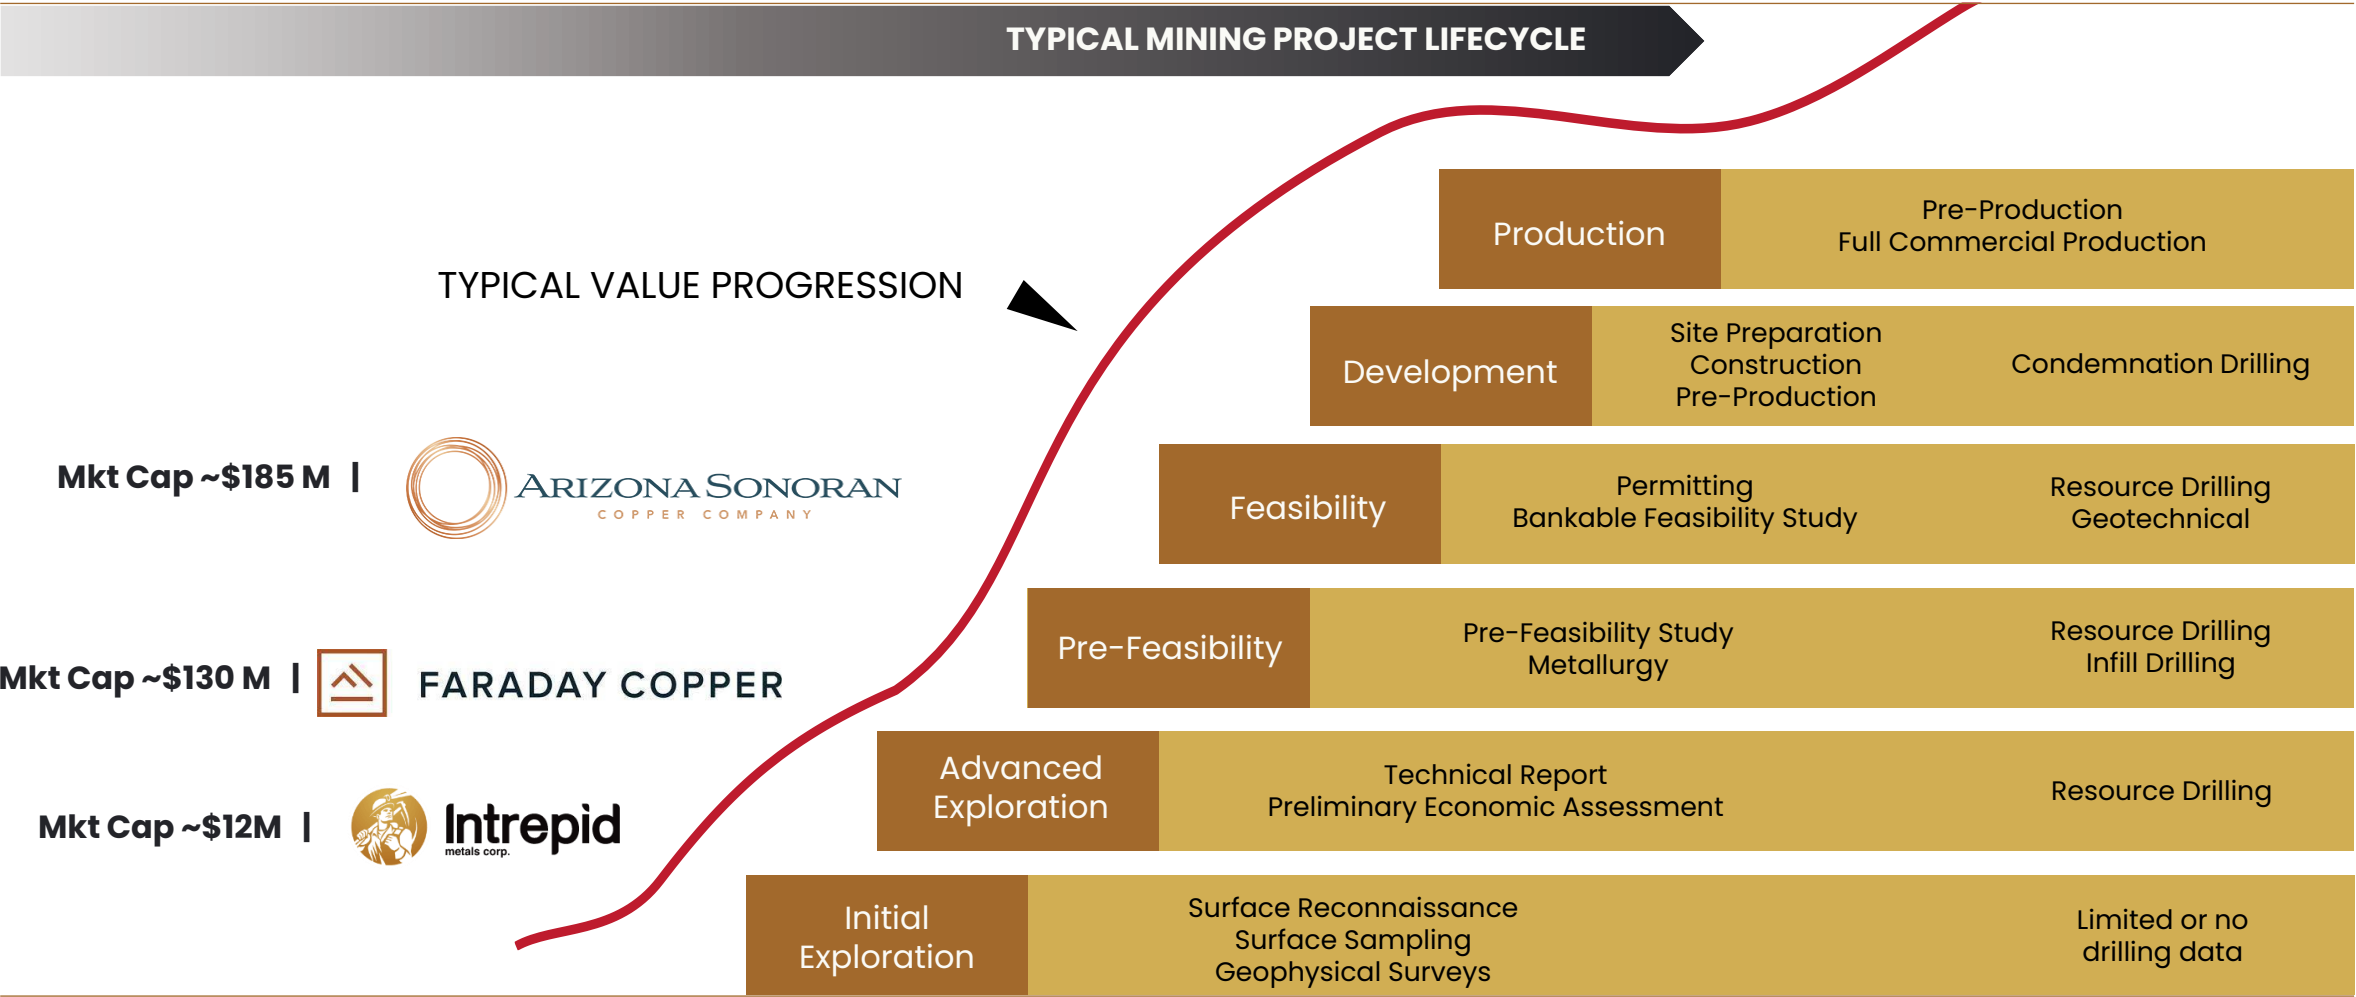 TYPICAL MINING PROJECT LIFECYCLE
Production
Pre-Production
Full Commercial Production
TYPICAL VALUE PROGRESSION
Development
Site Preparation
Construction
Pre-Production
Condemnation Drilling
Mkt Cap ~$185 M |
ARIZONA SONORAN
COPPER COMPANY
Feasibility
Permitting
Bankable Feasibility Study
Resource Drilling
Geotechnical
Mkt Cap ~$130 M |
FARADAY COPPER
Pre-Feasibility
Pre-Feasibility Study
Metallurgy
Resource Drilling
Infill Drilling
Mkt Cap ~$12M |
Intrepid
metals corp.
Advanced
Exploration
Technical Report
Preliminary Economic Assessment
Resource Drilling
Initial
Exploration
Surface Reconnaissance
Surface Sampling
Geophysical Surveys
Limited or no
drilling data